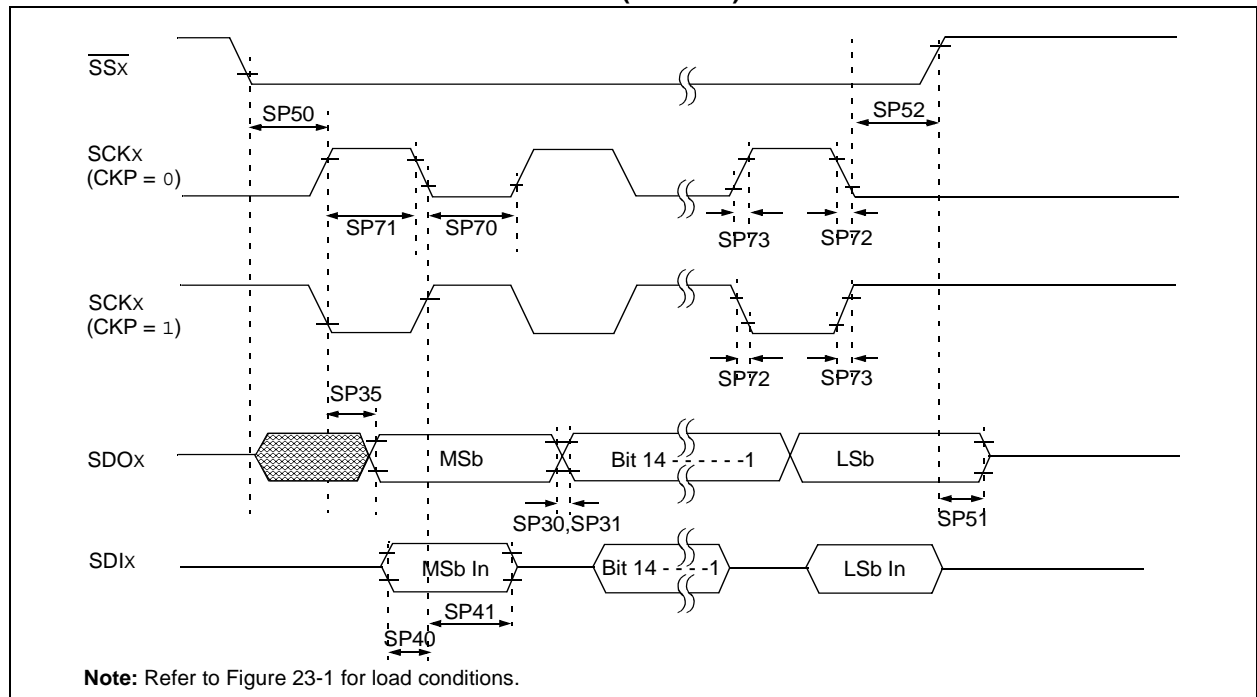 SSX
SP50
SP52
SCKX
(CKP = 0)
SP71
SP70
SP73
SP72
SCKX
(CKP = 1)
SP72
SP73
SP35
SDOX
MSb
Bit 14 - - - - - -1
LSb
SP30,SP31
SP51
SDIX
MSb In
Bit 14 - - - -1
LSb In
SP41
SP40
Note: Refer to Figure 23-1 for load conditions.